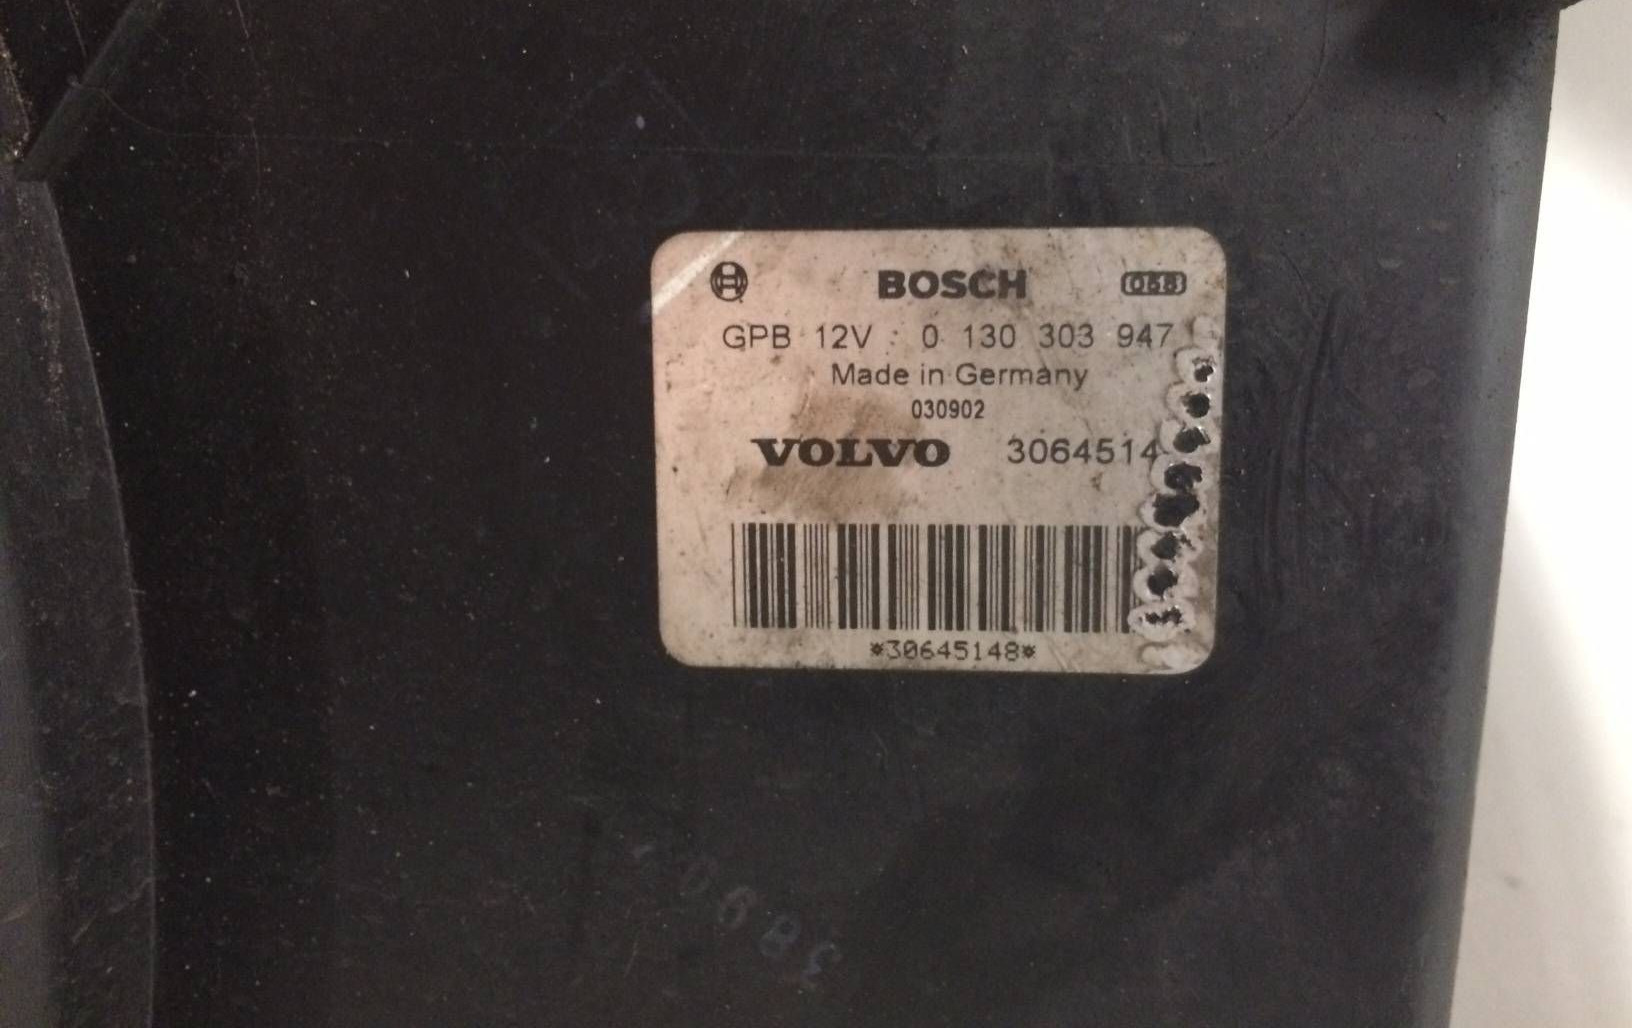 BOSCH
GPB 12V : 0 130 303 947
Made in Germany
030902
VOLVO 3064514
*30645148*